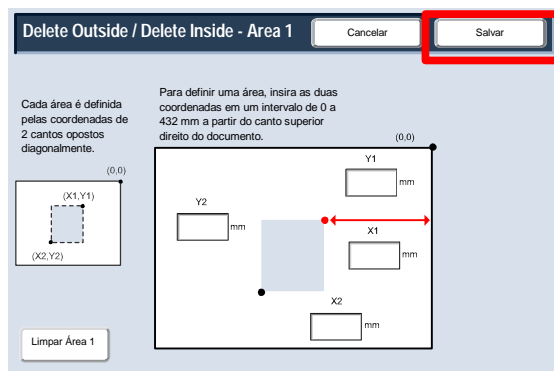 Delete Outside / Delete Inside - Area 1
Cancelar
Salvar
Cada área é definida
pelas coordenadas de
2 cantos opostos
diagonalmente.
Para definir uma área, insira as duas
coordenadas em um intervalo de 0 a
432 mm a partir do canto superior
direito do documento.
(0,0)
(X1,Y1)
(X2,Y2)
(0,0)
Y1
mm
Y2
mm
X1
mm
X2
mm
Limpar Área 1